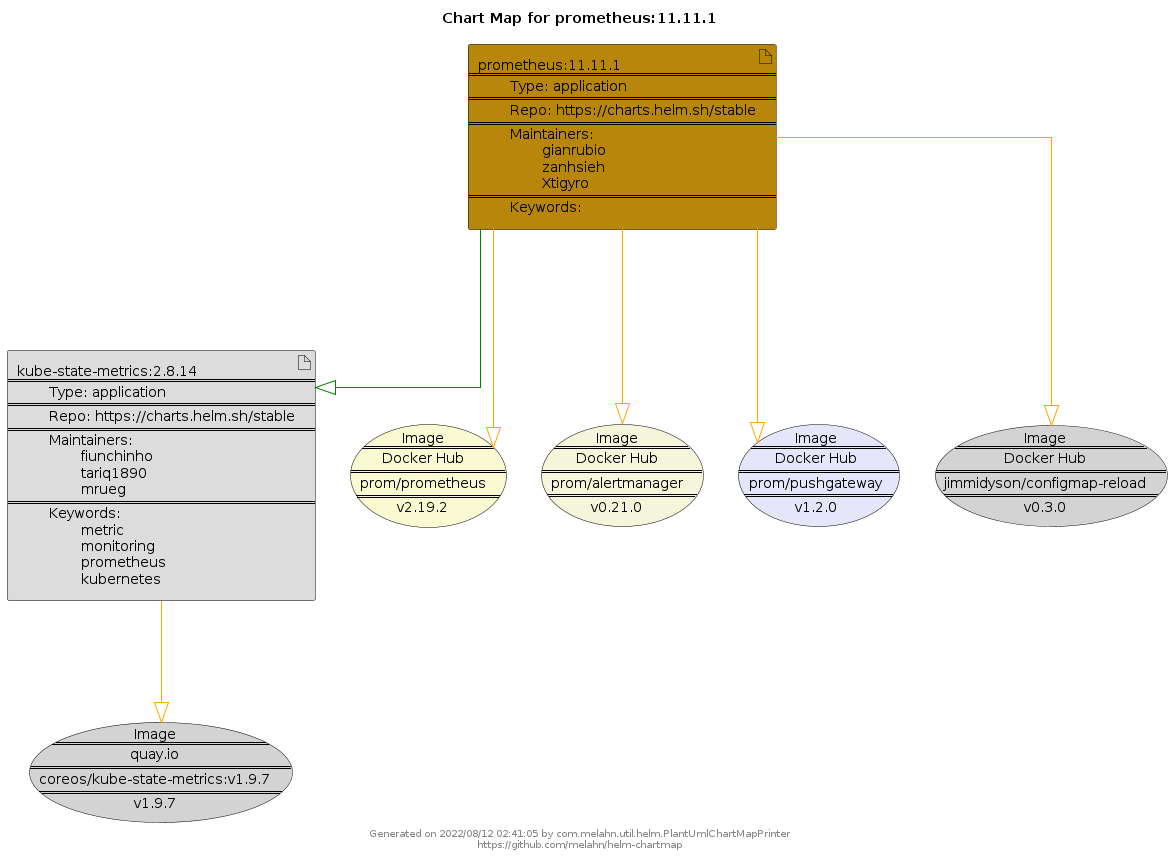 Chart Map for prometheus:11.11.1
prometheus:11.11.1
Type: application
Repo: https://charts.helm.sh/stable
Maintainers:
gianrubio
zanhsieh
Xtigyro
Keywords:
kube-state-metrics:2.8.14
Type: application
Repo: https://charts.helm.sh/stable
Maintainers:
fiunchinho
tariq1890
mrueg
Keywords:
metric
monitoring
prometheus
kubernetes
Image
Docker Hub
prom/prometheus
v2.19.2
Image
Docker Hub
prom/alertmanager
v0.21.0
Image
Docker Hub
prom/pushgateway
v1.2.0
Image
Docker Hub
jimmidyson/configmap-reload
v0.3.0
Image
quay.io
coreos/kube-state-metrics:v1.9.7
v1.9.7
Generated on 2022/08/12 02:41:05 by com.melahn.util.helm.PlantUmlChartMapPrinter
https://github.com/melahn/helm-chartmap